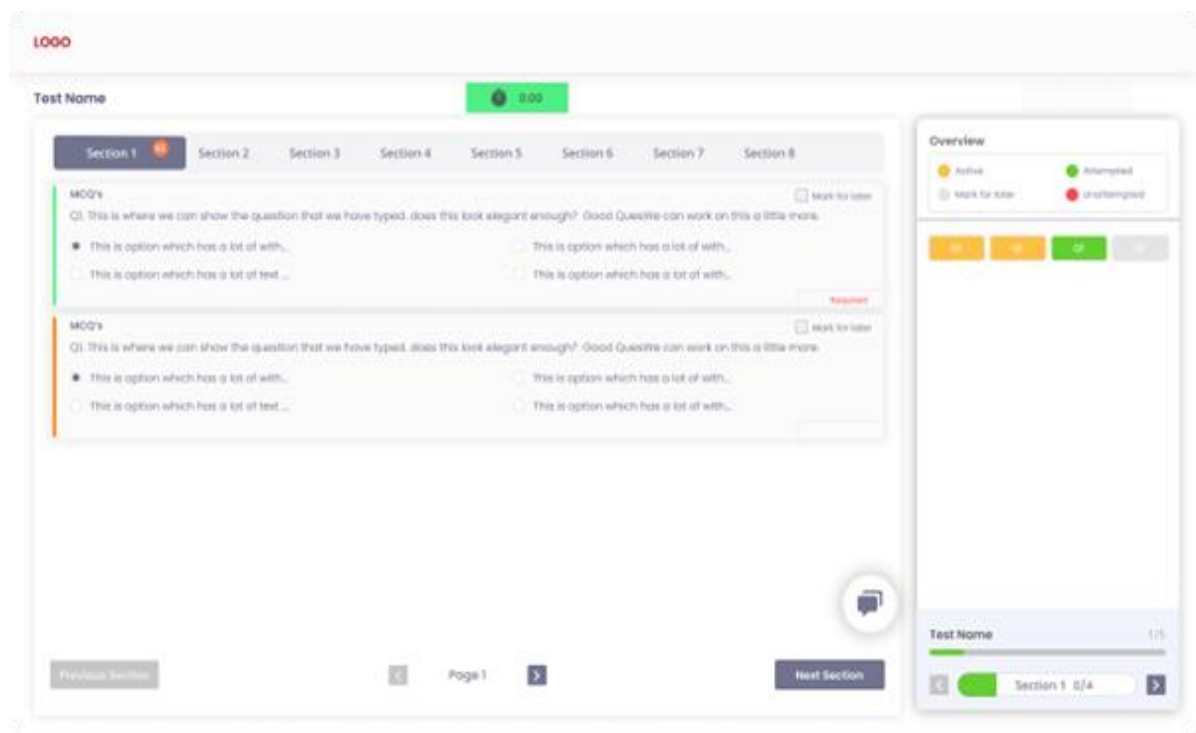 LOGO
Test Name
0:00
Section 1 Section 2 Section 3 Section 4 Section 5 Section 6 Section 7 Section 8
MCQ's
Mark for later
Q1. This is where we can show the question that we have typed. does this look elegant enough? Good QuesWe can work on this a little more.
This is option which has a lot of with...
This is option which has a lot of with...
This is option which has a lot of text ...
This is option which has a lot of with...
Required
MCQ's
Mark for later
Q1. This is where we can show the question that we have typed. does this look elegant enough? Good QuesWe can work on this a little more.
This is option which has a lot of with...
This is option which has a lot of with...
This is option which has a lot of text ...
This is option which has a lot of with...
Previous Section
Page 1
Next Section
Overview
Active
Attempted
Mark for later
Unattempted
Test Name
1/5
Section 1 0/4